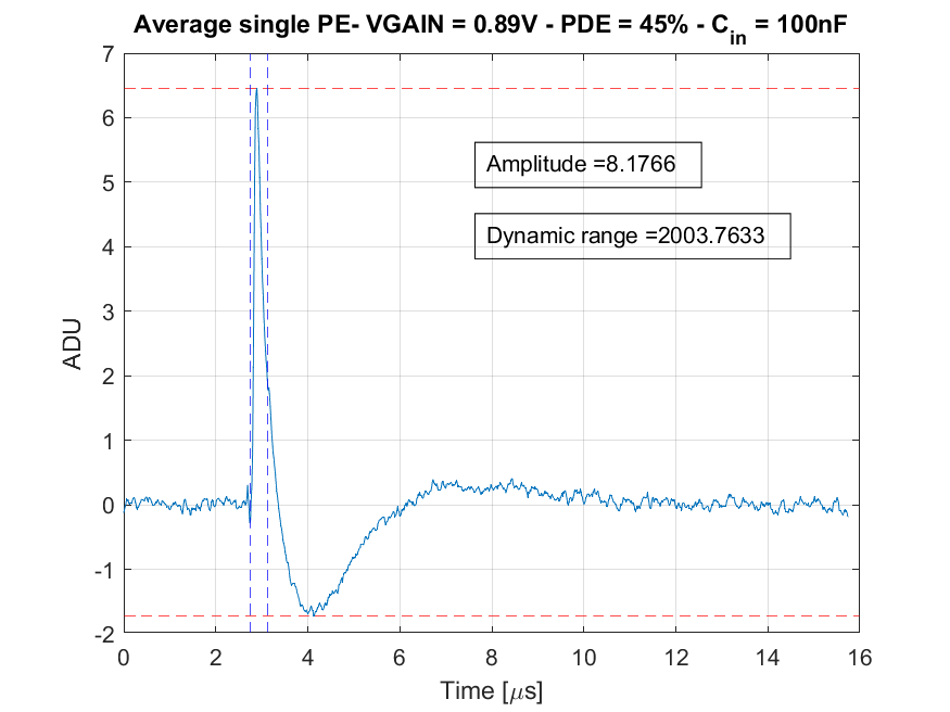 Average single PE- VGAIN = 0.89V - PDE = 45% - Cin = 100nF
7
6
5
4
3
2
1
0
-1
-2
ADU
Amplitude =8.1766
Dynamic range =2003.7633
0 2 4 6 8 10 12 14 16
Time [μs]